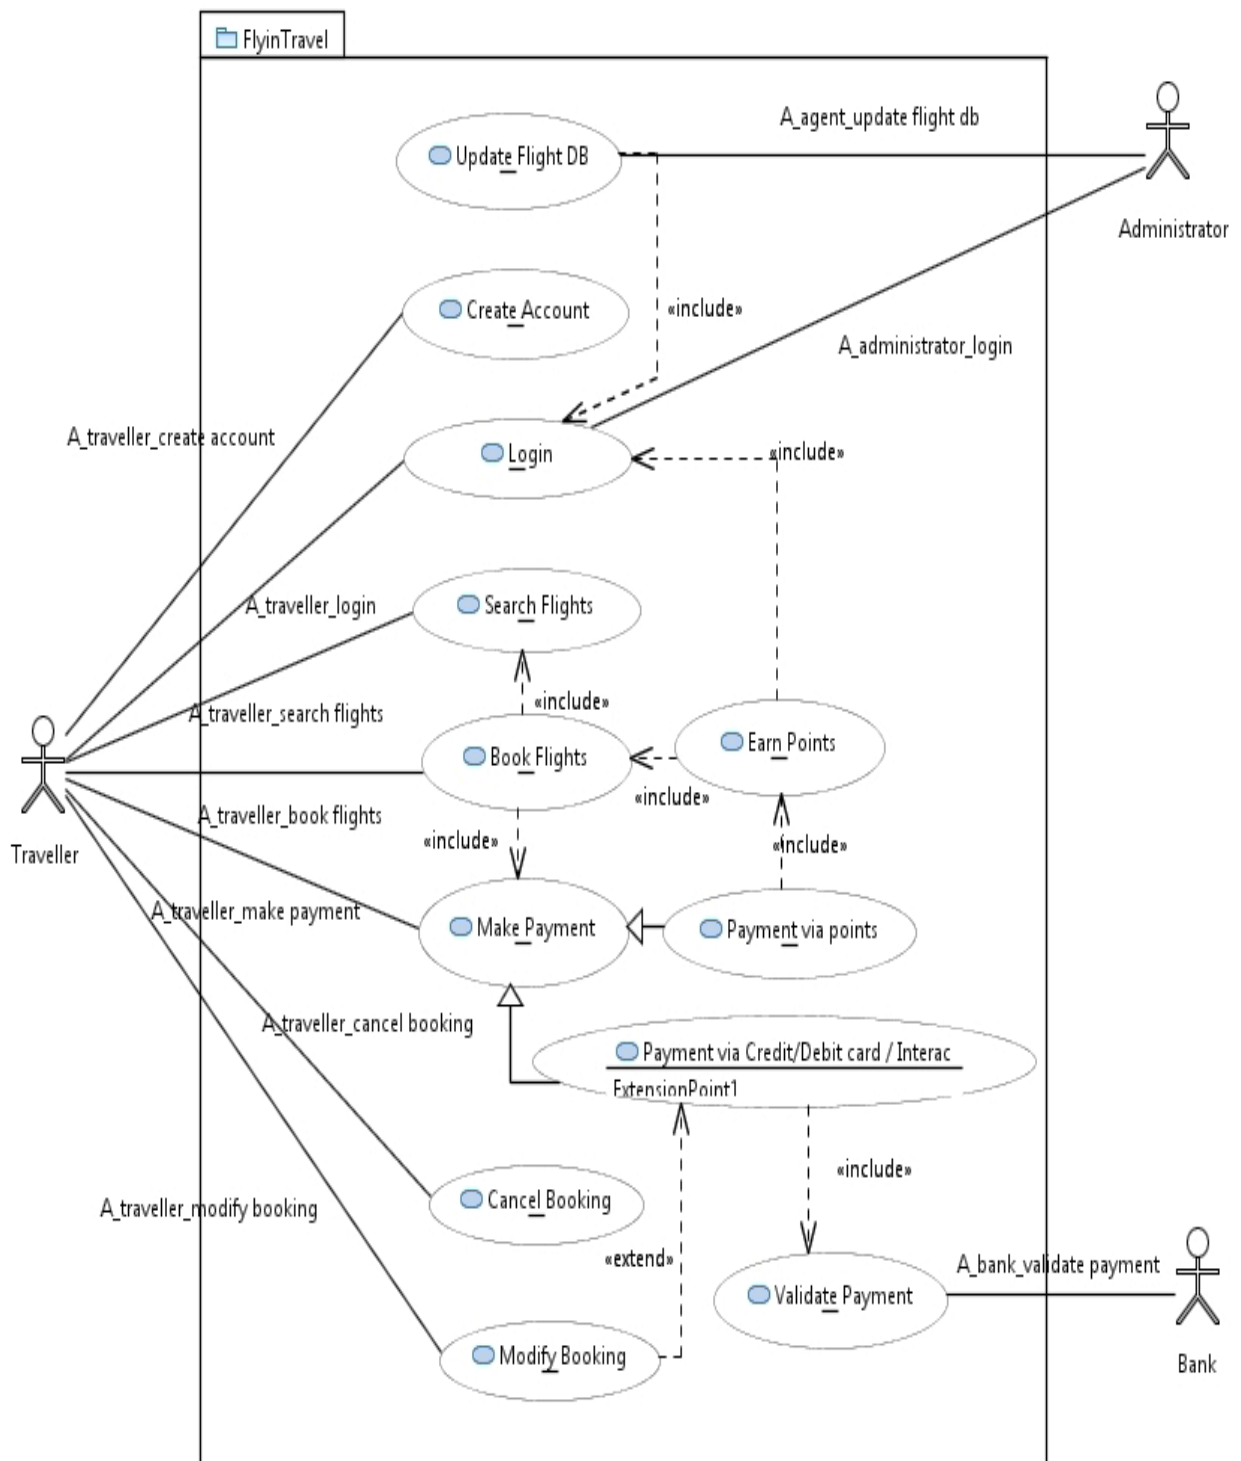 FlyinTravel
A_agent_update flight db
Update Flight DB
Administrator
Create Account
«include»
A_administrator_login
A_traveller_create account
Login
«include»
A_traveller_login
Search Flights
«include»
A_traveller_search flights
Book Flights
Earn Points
«include»
A_traveller_book flights
«include»
«include»
Traveller
A_traveller_make payment
Make Payment
Payment via points
A_traveller_cancel booking
Payment via Credit/Debit card / Interac
ExtensionPoint1
«include»
Cancel Booking
A_traveller_modify booking
«extend»
A_bank_validate payment
Validate Payment
Modify Booking
Bank